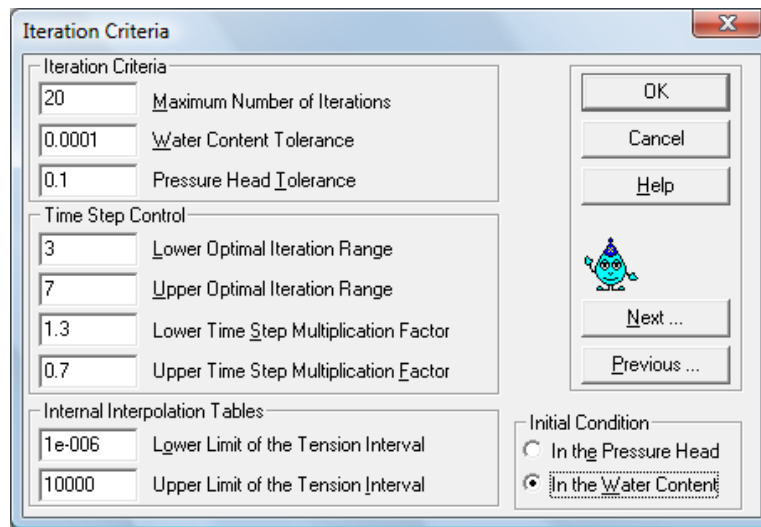 Iteration Criteria
Iteration Criteria
20 Maximum Number of Iterations
0.0001 Water Content Tolerance
0.1 Pressure Head Tolerance
Time Step Control
3 Lower Optimal Iteration Range
7 Upper Optimal Iteration Range
1.3 Lower Time Step Multiplication Factor
0.7 Upper Time Step Multiplication Factor
Internal Interpolation Tables
1e-006 Lower Limit of the Tension Interval
10000 Upper Limit of the Tension Interval
OK
Cancel
Help
Next ...
Previous ...
Initial Condition
In the Pressure Head
In the Water Content